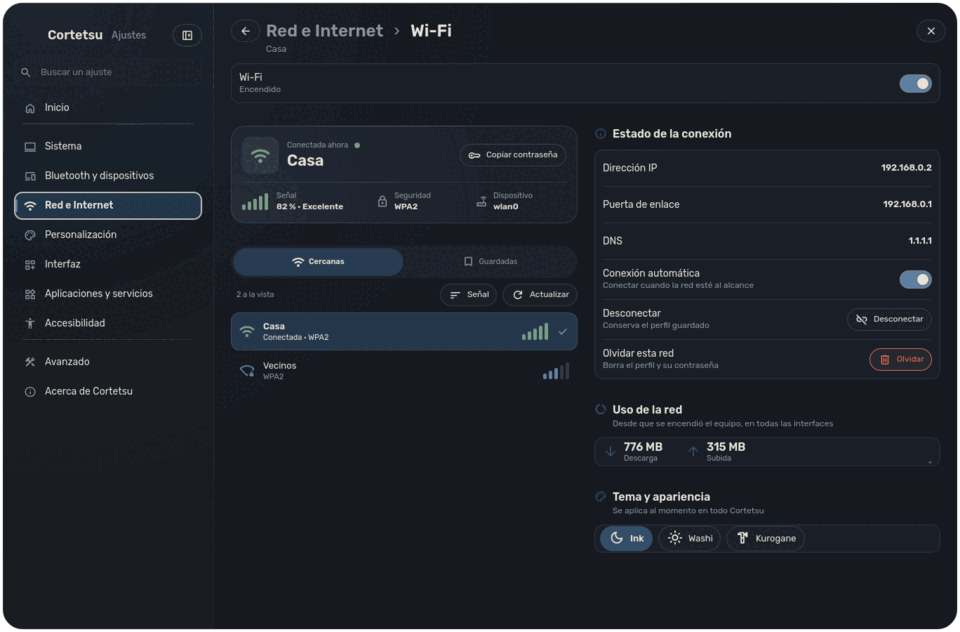 Cortetsu Ajustes
Buscar un ajuste
Inicio
Sistema
Bluetooth y dispositivos
Red e Internet
Personalización
Interfaz
Aplicaciones y servicios
Accesibilidad
Avanzado
Acerca de Cortetsu
Red e Internet › Wi-Fi
Casa
Wi-Fi
Encendido
Conectada ahora
Casa
Copiar contraseña
Señal
82 % • Excelente
Seguridad
WPA2
Dispositivo
wlan0
Cercanas
Guardadas
2 a la vista
Señal
Actualizar
Casa
Conectada • WPA2
Vecinos
WPA2
Estado de la conexión
Dirección IP 192.168.0.2
Puerta de enlace 192.168.0.1
DNS 1.1.1.1
Conexión automática
Conectar cuando la red esté al alcance
Desconectar
Conserva el perfil guardado
Desconectar
Olvidar esta red
Borra el perfil y su contraseña
Olvidar
Uso de la red
Desde que se encendió el equipo, en todas las interfaces
776 MB
Descarga
315 MB
Subida
Tema y apariencia
Se aplica al momento en todo Cortetsu
Ink
Washi
Kurogane